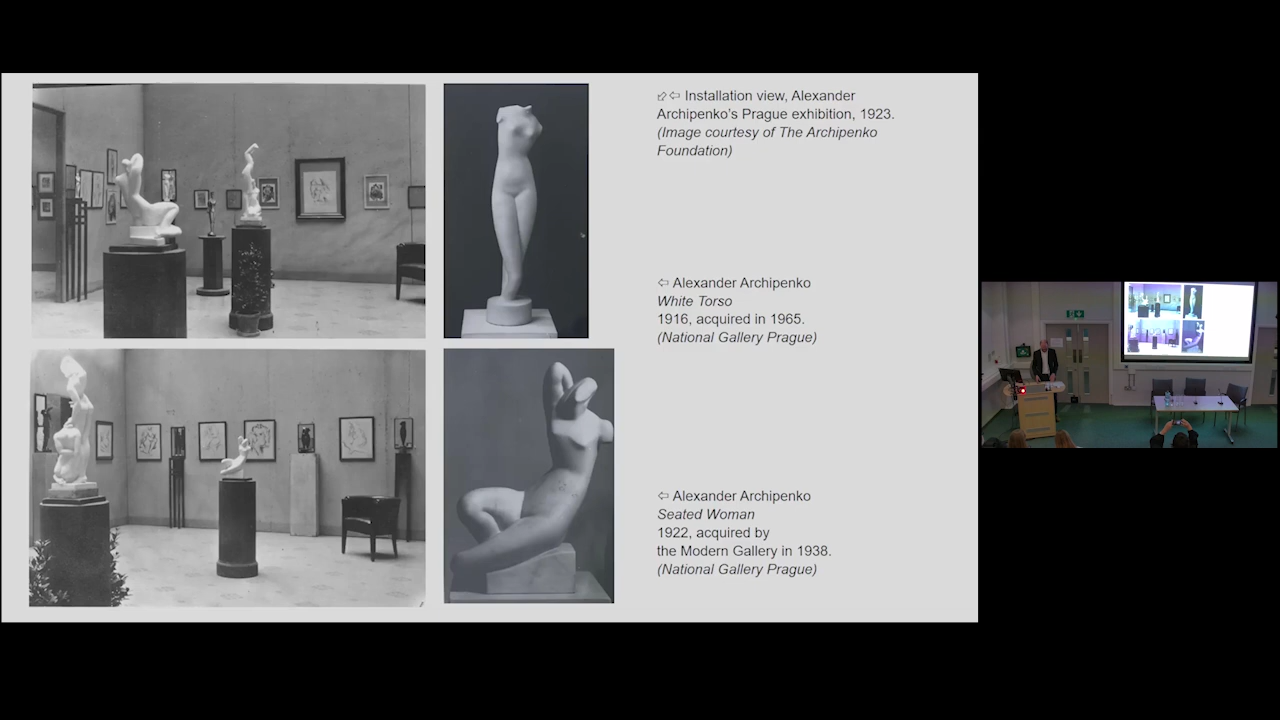 ⬃⇦ Installation view, Alexander
Archipenko's Prague exhibition, 1923.
(Image courtesy of The Archipenko
Foundation)
⇦ Alexander Archipenko
White Torso
1916, acquired in 1965.
(National Gallery Prague)
⇦ Alexander Archipenko
Seated Woman
1922, acquired by
the Modern Gallery in 1938.
(National Gallery Prague)